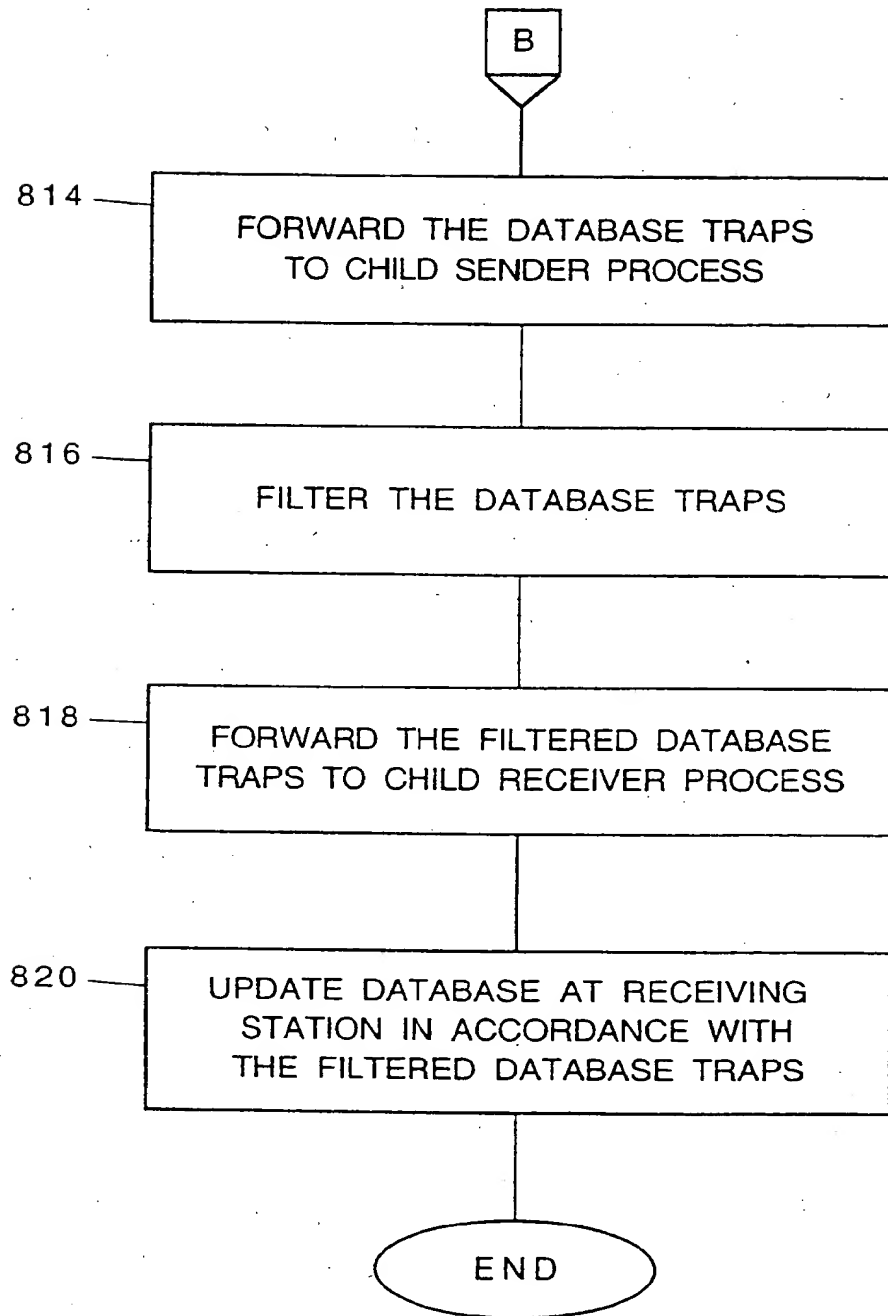 B
814
FORWARD THE DATABASE TRAPS
TO CHILD SENDER PROCESS
816
FILTER THE DATABASE TRAPS
818
FORWARD THE FILTERED DATABASE
TRAPS TO CHILD RECEIVER PROCESS
820
UPDATE DATABASE AT RECEIVING
STATION IN ACCORDANCE WITH
THE FILTERED DATABASE TRAPS
END